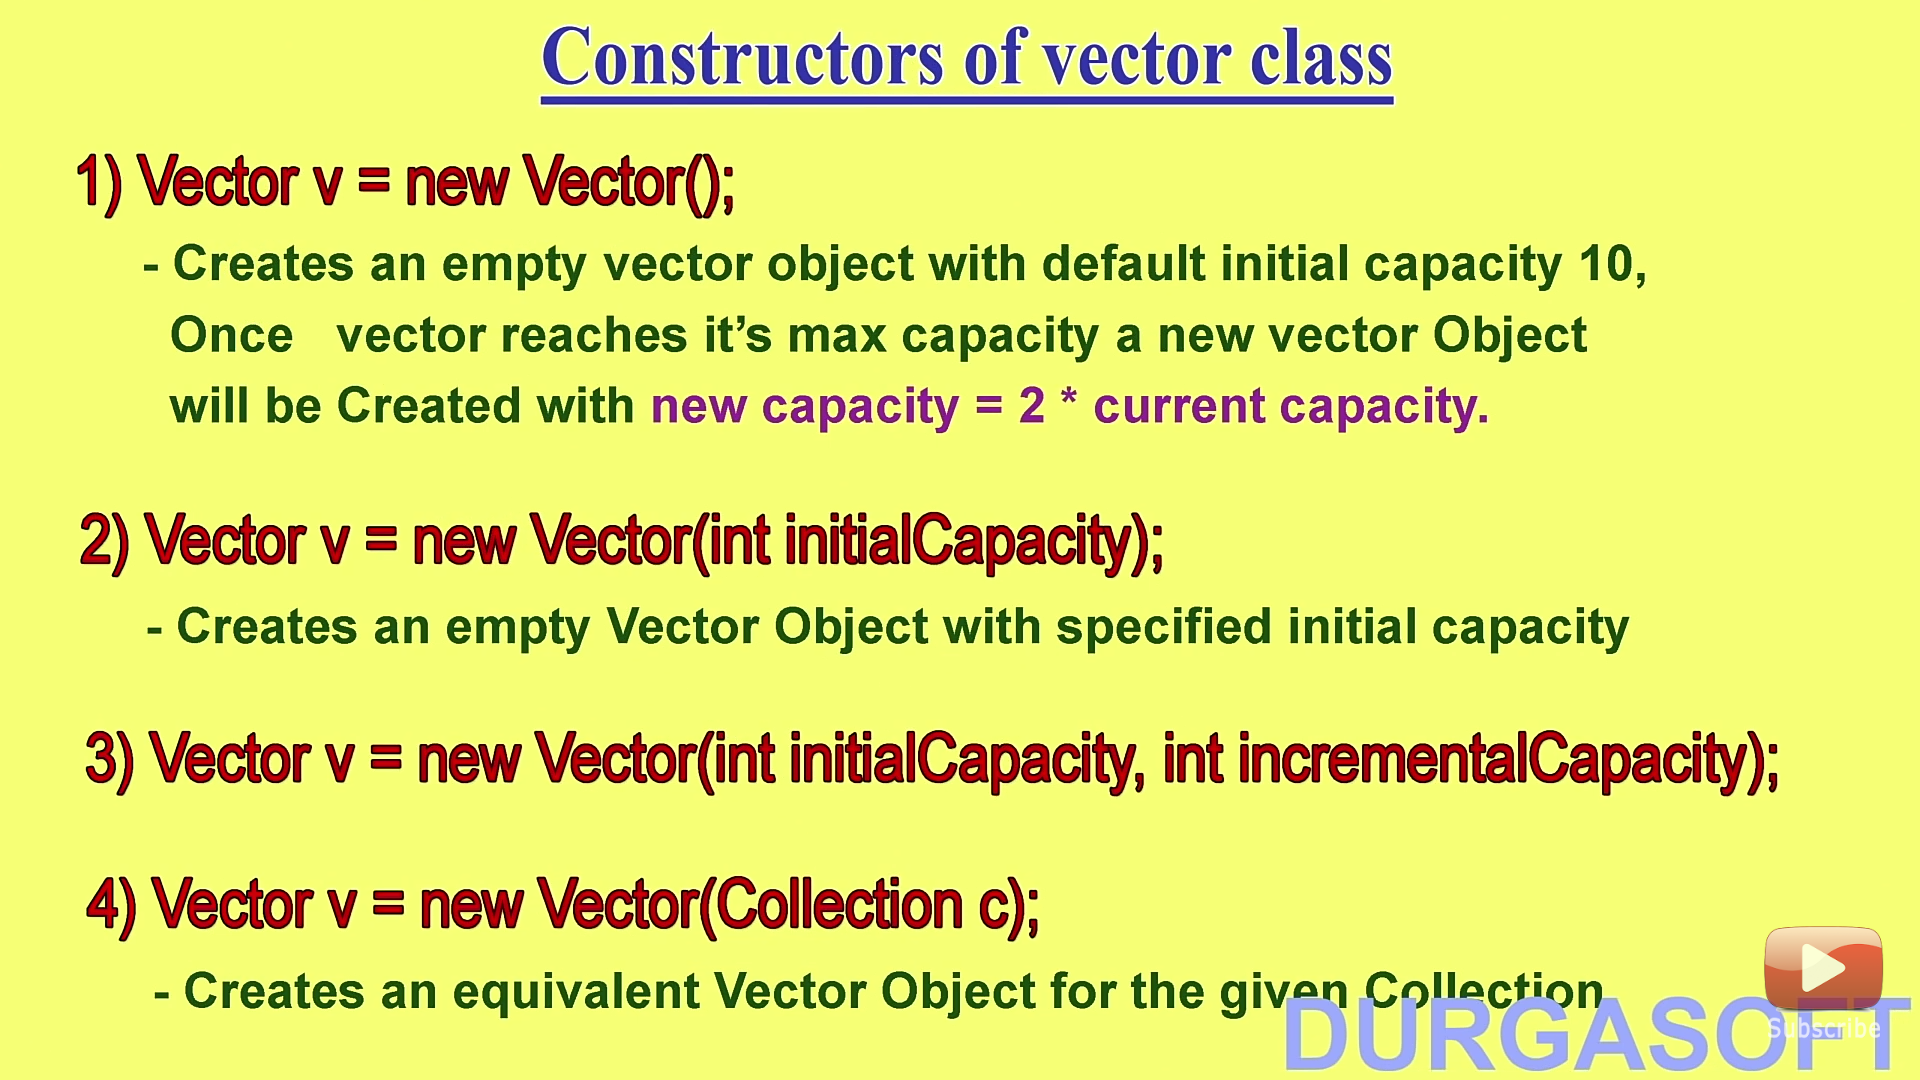 Constructors of vector class
1) Vector v = new Vector();
- Creates an empty vector object with default initial capacity 10,
Once vector reaches it’s max capacity a new vector Object
will be Created with new capacity = 2 * current capacity.
2) Vector v = new Vector(int initialCapacity);
- Creates an empty Vector Object with specified initial capacity
3) Vector v = new Vector(int initialCapacity, int incrementalCapacity);
4) Vector v = new Vector(Collection c);
- Creates an equivalent Vector Object for the given Collection
DURGASOFT
Subscribe